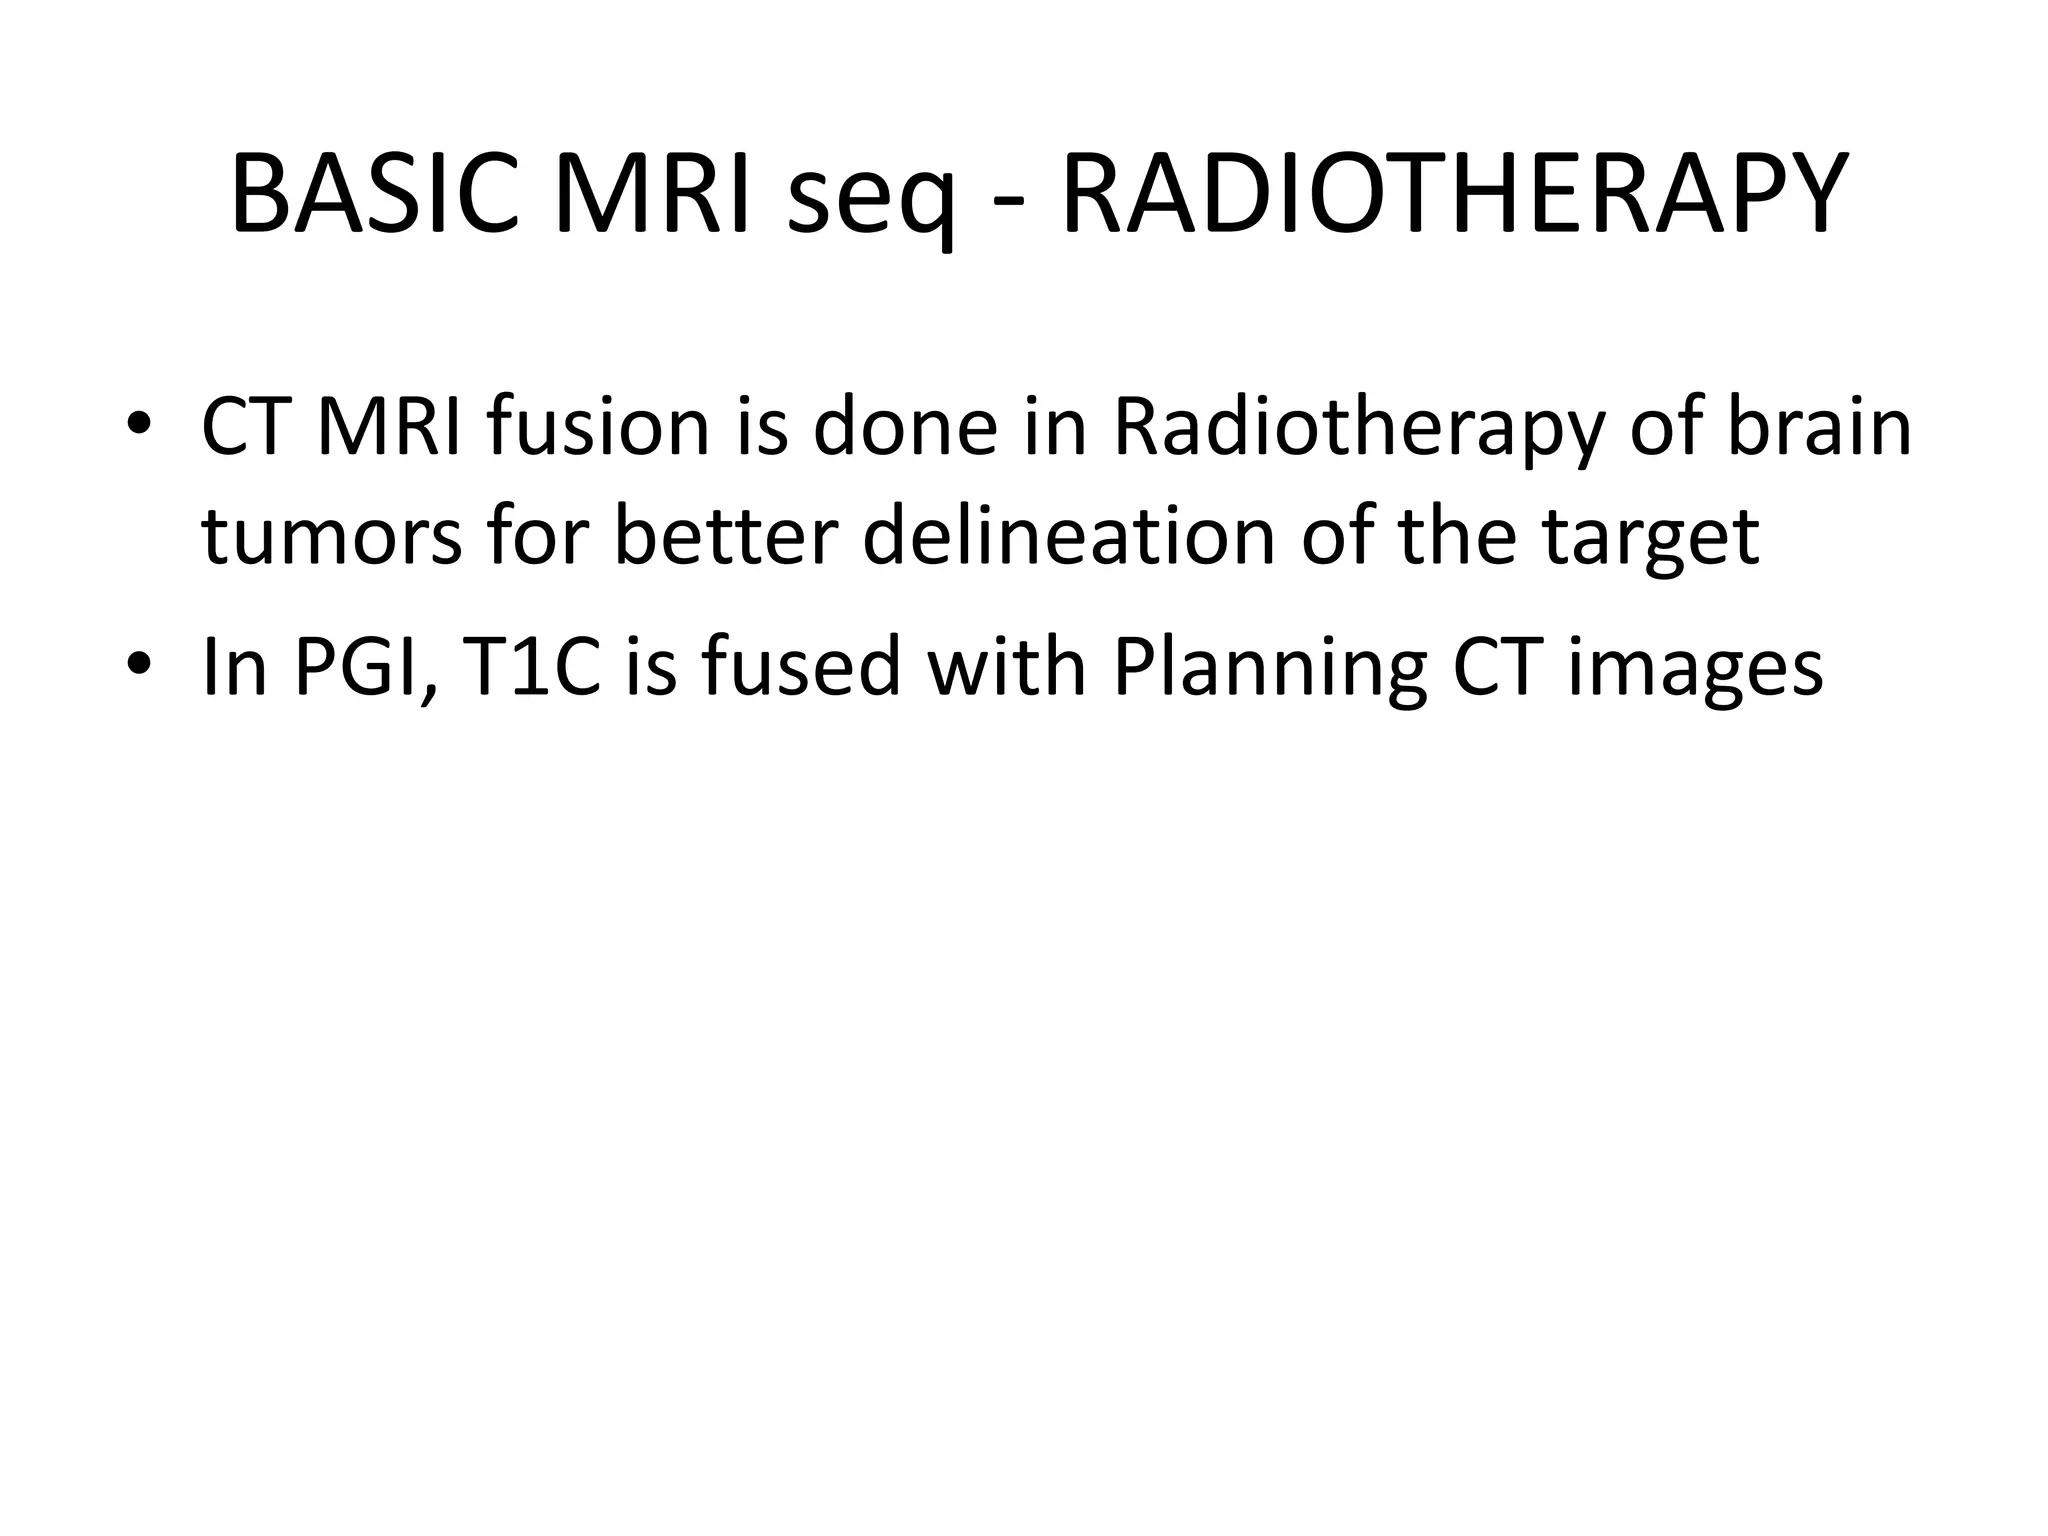 BASIC MRI seq - RADIOTHERAPY
• CT MRI fusion is done in Radiotherapy of brain
tumors for better delineation of the target
• In PGI, T1C is fused with Planning CT images